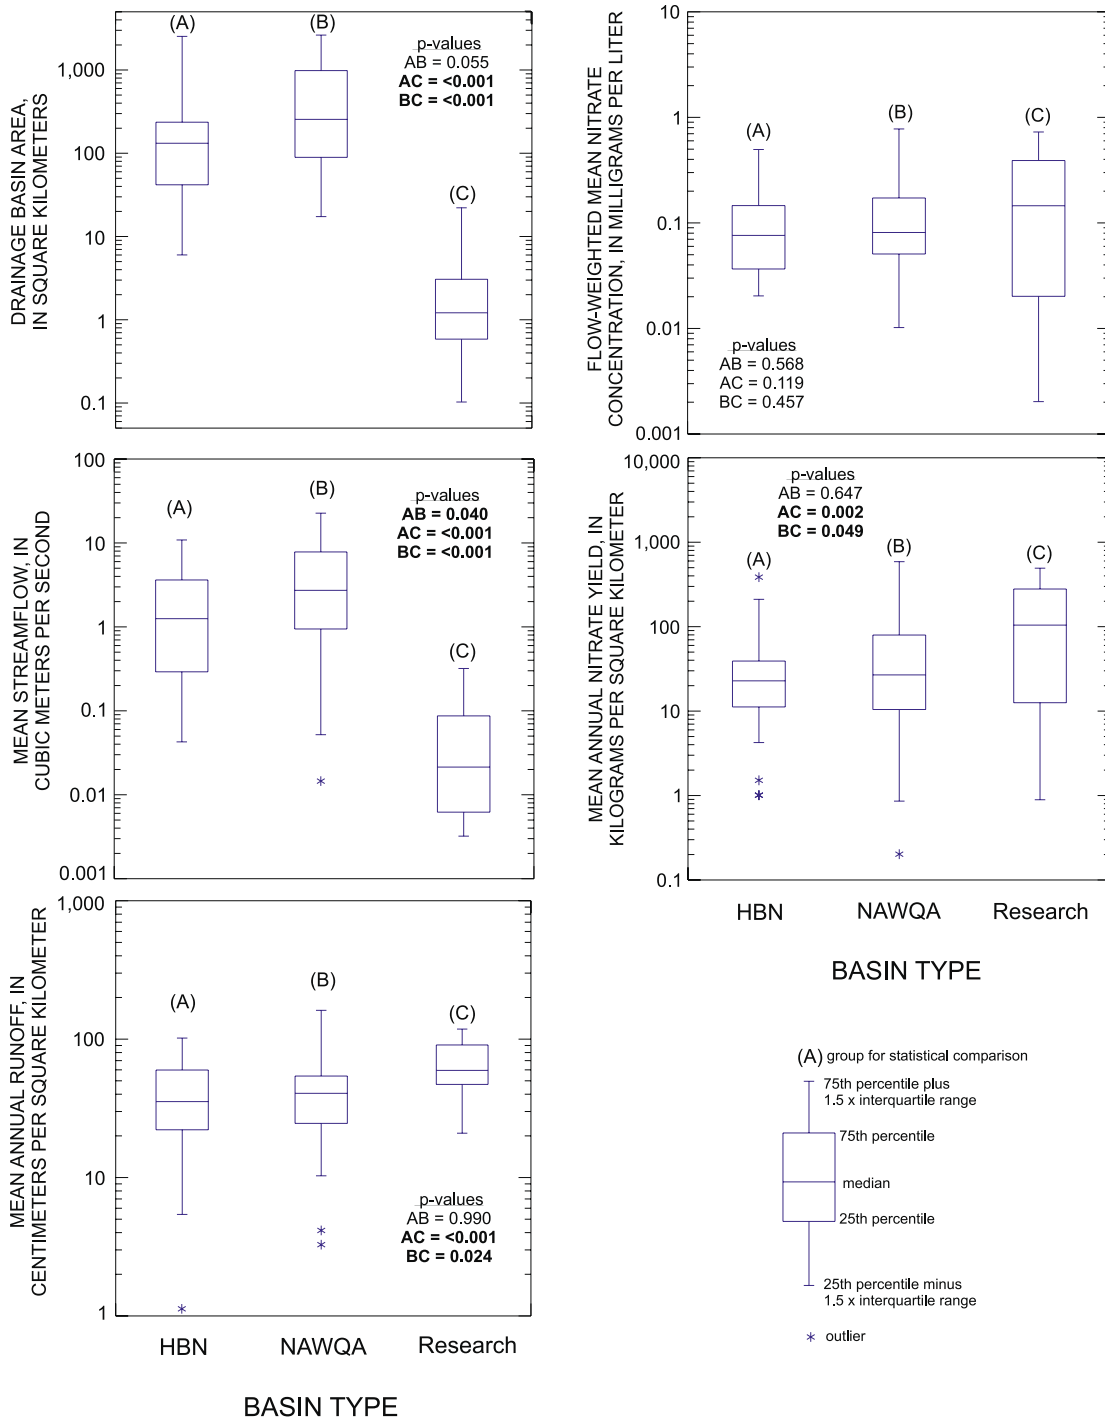 DRAINAGE BASIN AREA,
IN SQUARE KILOMETERS
1,000
100
10
1
0.1
(A)
(B)
(C)
p-values
AB = 0.055
AC = <0.001
BC = <0.001
FLOW-WEIGHTED MEAN NITRATE
CONCENTRATION, IN MILLIGRAMS PER LITER
10
1
0.1
0.01
0.001
(A)
(B)
(C)
p-values
AB = 0.568
AC = 0.119
BC = 0.457
MEAN STREAMFLOW, IN
CUBIC METERS PER SECOND
100
10
1
0.1
0.01
0.001
(A)
(B)
(C)
p-values
AB = 0.040
AC = <0.001
BC = <0.001
MEAN ANNUAL NITRATE YIELD, IN
KILOGRAMS PER SQUARE KILOMETER
10,000
1,000
100
10
1
0.1
p-values
AB = 0.647
AC = 0.002
BC = 0.049
(A)
(B)
(C)
HBN NAWQA Research
BASIN TYPE
MEAN ANNUAL RUNOFF, IN
CENTIMETERS PER SQUARE KILOMETER
1,000
100
10
1
(A)
(B)
(C)
p-values
AB = 0.990
AC = <0.001
BC = 0.024
HBN NAWQA Research
BASIN TYPE
(A) group for statistical comparison
75th percentile plus
1.5 x interquartile range
75th percentile
median
25th percentile
25th percentile minus
1.5 x interquartile range
* outlier